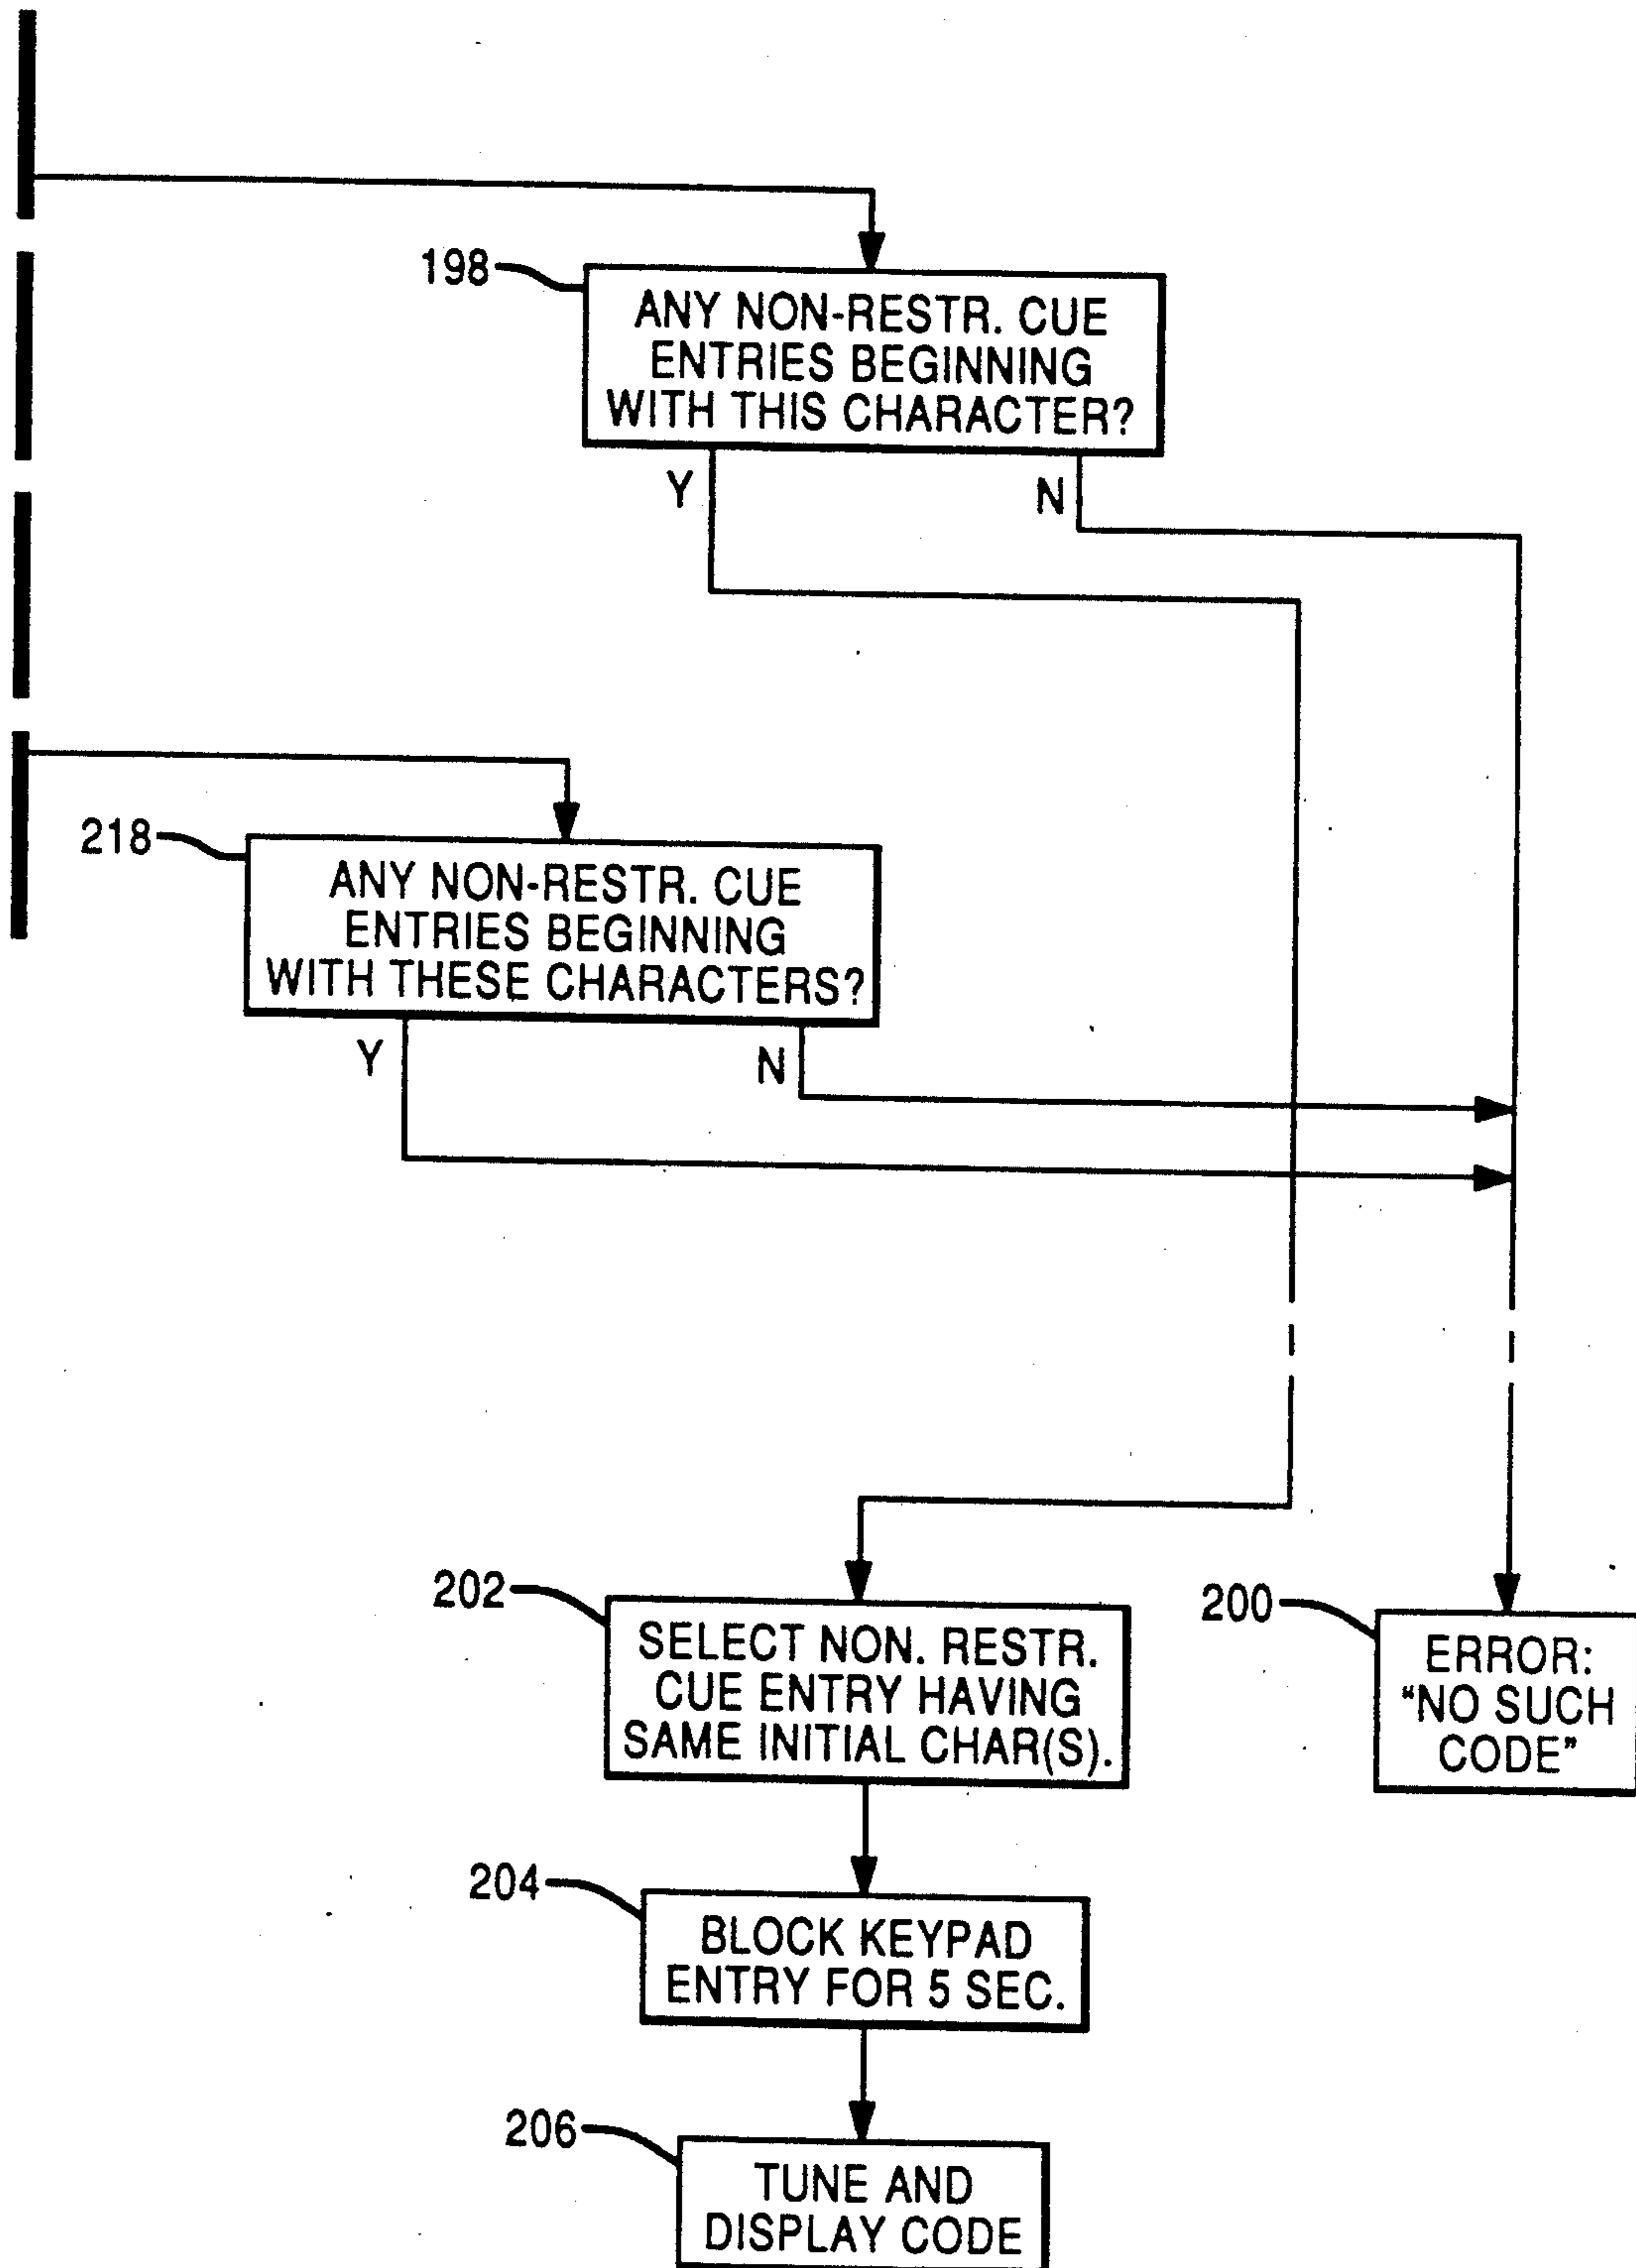 198
ANY NON-RESTR. CUE
ENTRIES BEGINNING
WITH THIS CHARACTER?
Y
N
218
ANY NON-RESTR. CUE
ENTRIES BEGINNING
WITH THESE CHARACTERS?
Y
N
202
SELECT NON. RESTR.
CUE ENTRY HAVING
SAME INITIAL CHAR(S).
200
ERROR:
"NO SUCH
CODE"
204
BLOCK KEYPAD
ENTRY FOR 5 SEC.
206
TUNE AND
DISPLAY CODE